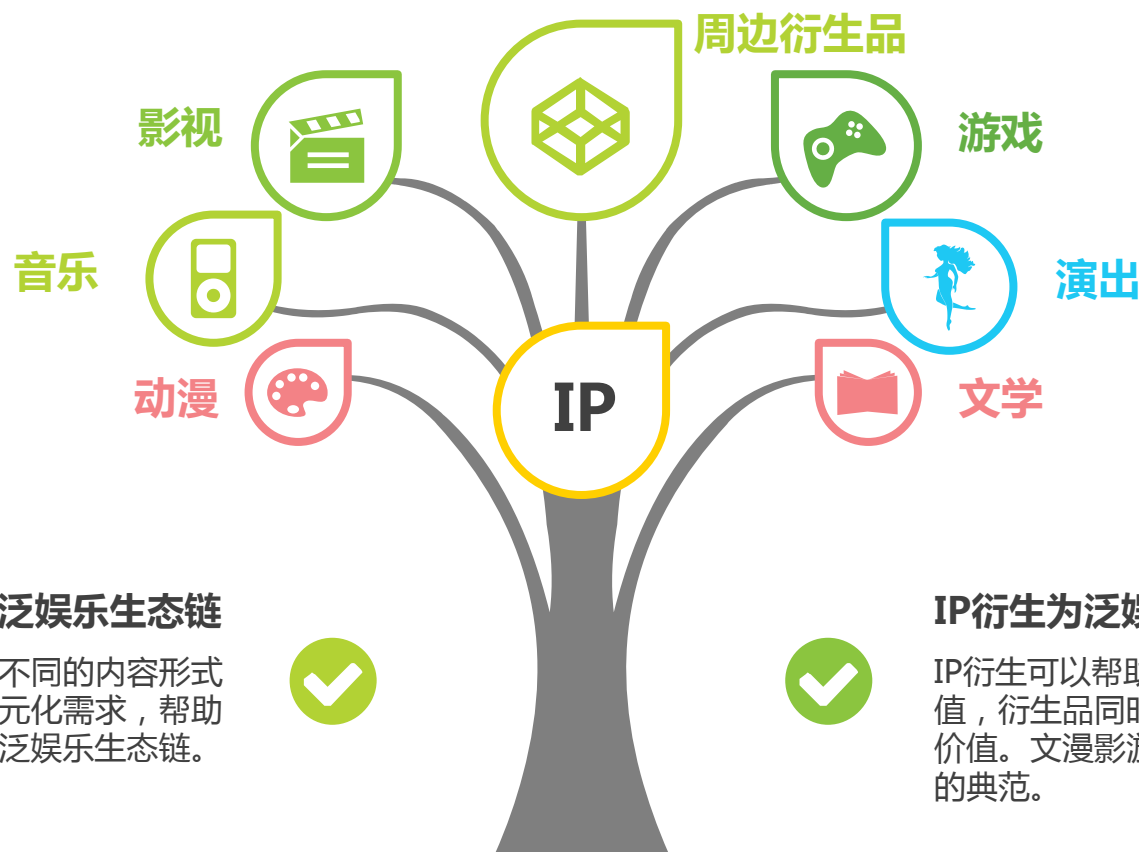 周边衍生品
影视
游戏
音乐
演出
动漫
文学
IP
泛娱乐生态链
不同的内容形式
元化需求，帮助
泛娱乐生态链。
IP衍生为泛娱
IP衍生可以帮助
值，衍生品同时
价值。文漫影游
的典范。